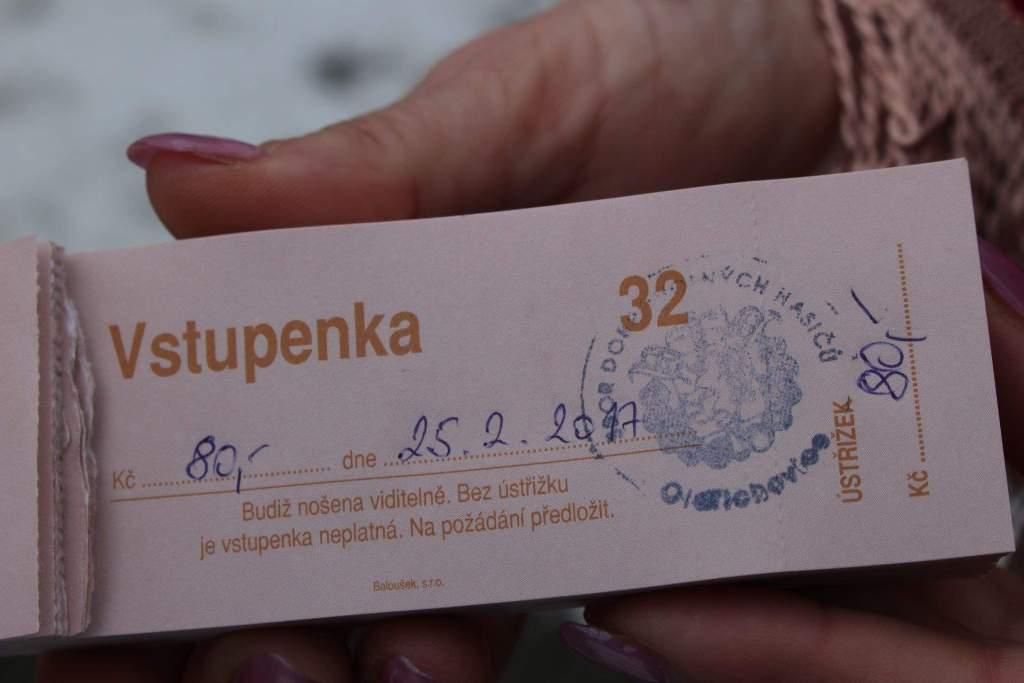 Vstupenka
32
Kč 80,- dne 25. 2. 2017
Budiž nošena viditelně. Bez ústřižku
je vstupenka neplatná. Na požádání předložit.
Baloušek, s.r.o.
HASIČŮ
Oldřichovice
ÚSTŘIŽEK
Kč 80,-